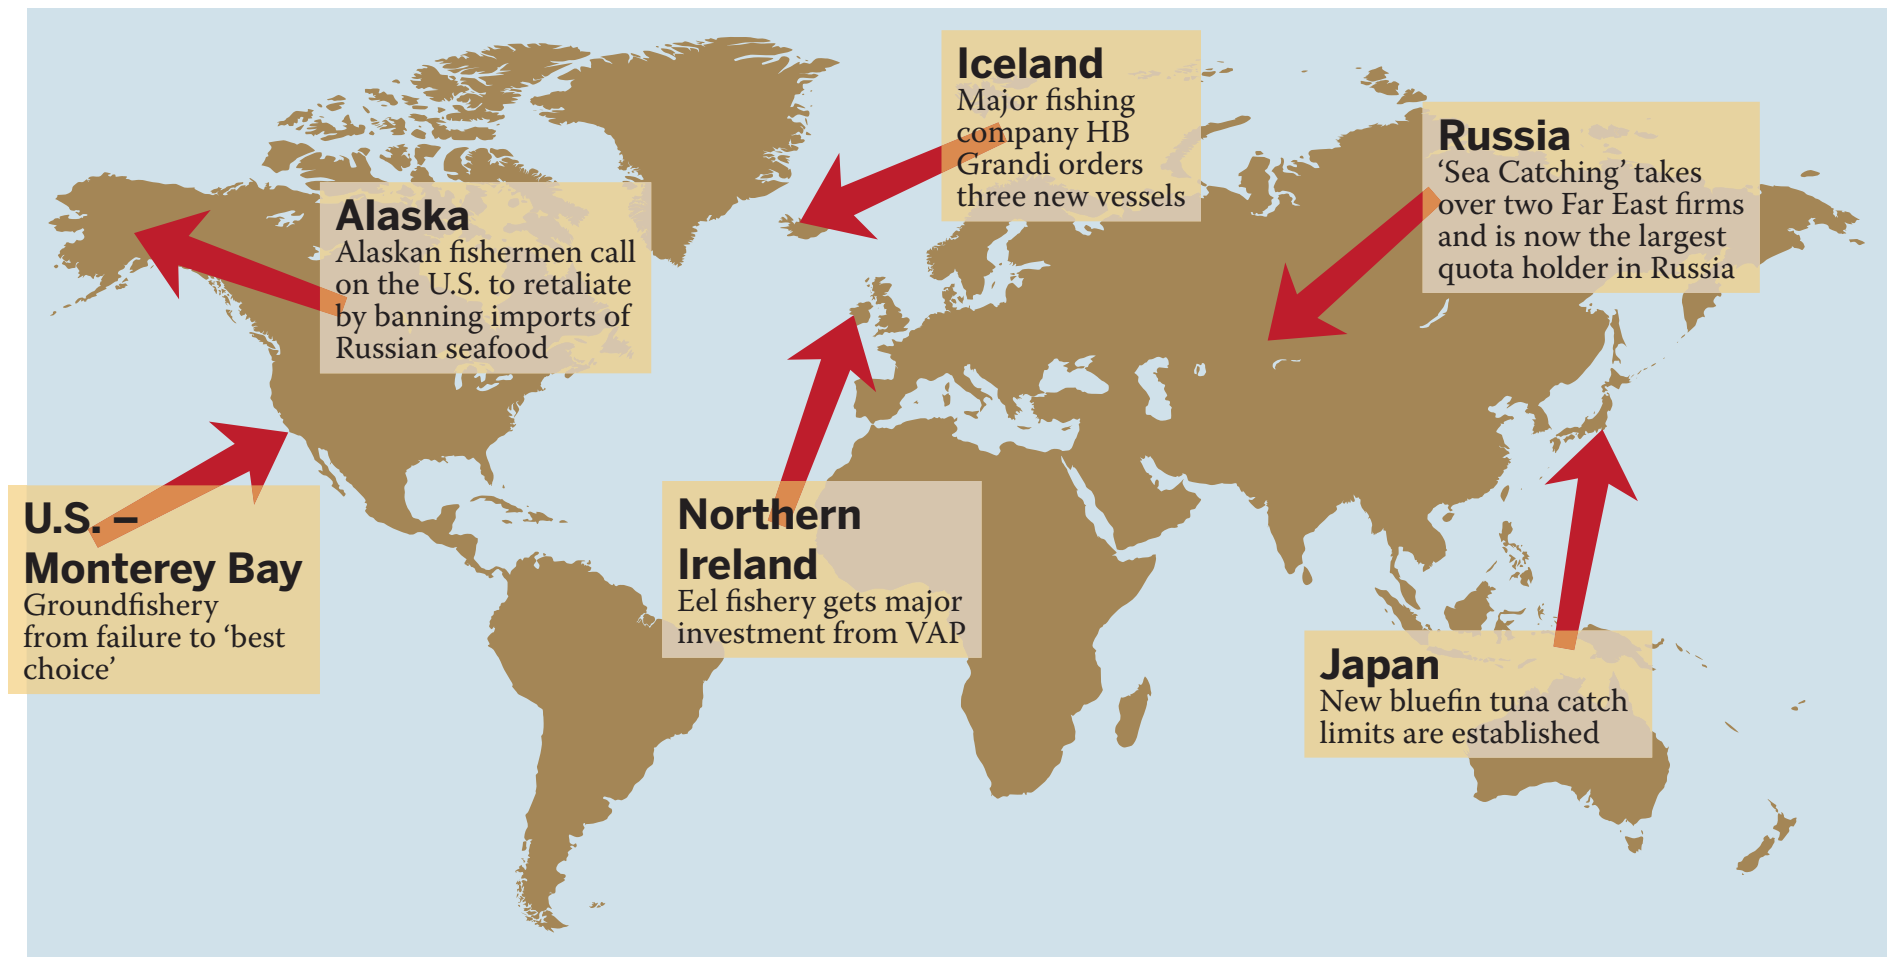 Iceland
Major fishing
company HB
Grandi orders
three new vessels
Russia
‘Sea Catching’ takes
over two Far East firms
and is now the largest
quota holder in Russia
Alaska
Alaskan fishermen call
on the U.S. to retaliate
by banning imports of
Russian seafood
U.S. –
Monterey Bay
Groundfishery
from failure to ‘best
choice’
Northern
Ireland
Eel fishery gets major
investment from VAP
Japan
New bluefin tuna catch
limits are established